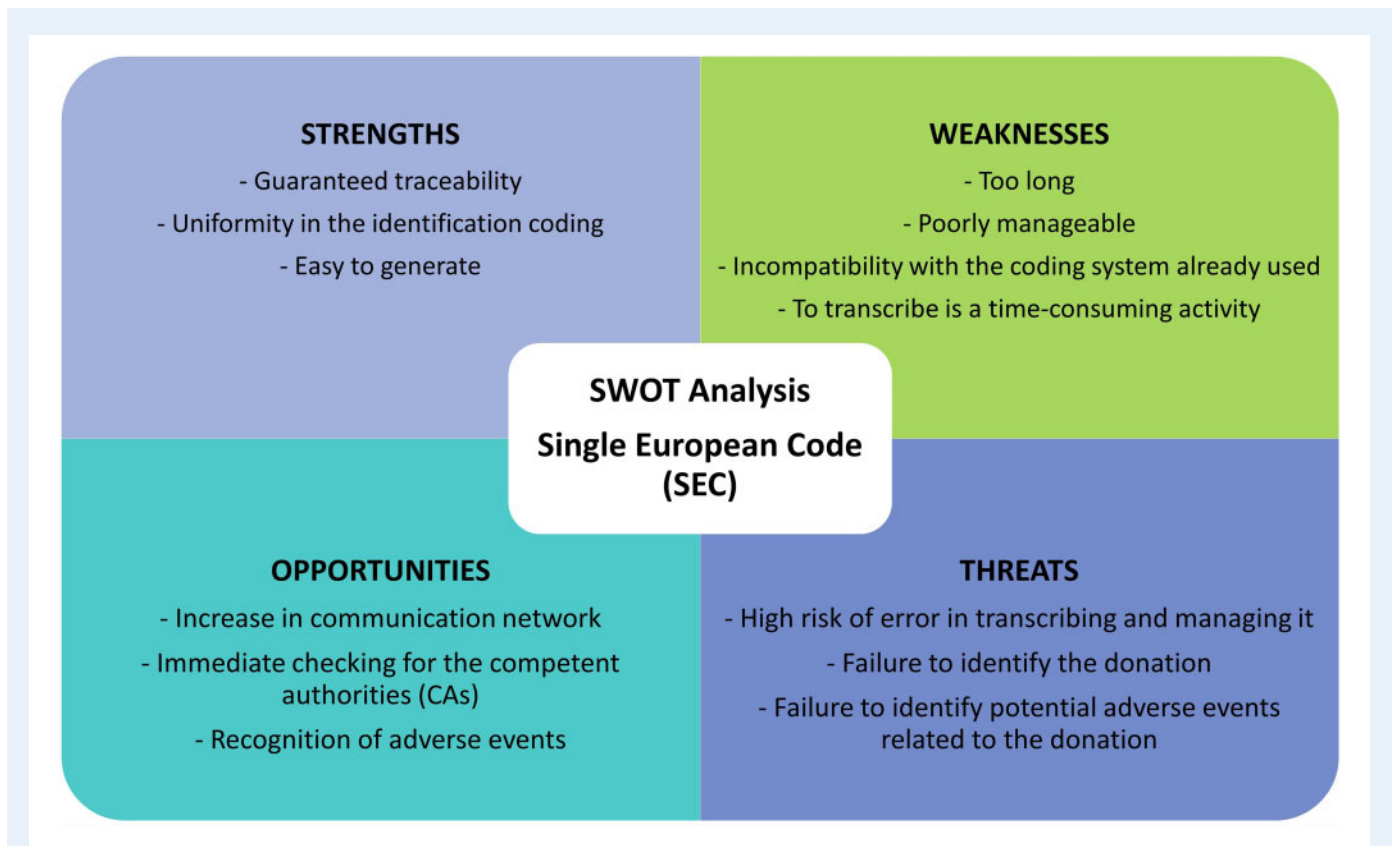 STRENGTHS
- Guaranteed traceability
- Uniformity in the identification coding
- Easy to generate
WEAKNESSES
- Too long
- Poorly manageable
- Incompatibility with the coding system already used
- To transcribe is a time-consuming activity
SWOT Analysis
Single European Code
(SEC)
OPPORTUNITIES
- Increase in communication network
- Immediate checking for the competent
authorities (CAs)
- Recognition of adverse events
THREATS
- High risk of error in transcribing and managing it
- Failure to identify the donation
- Failure to identify potential adverse events
related to the donation